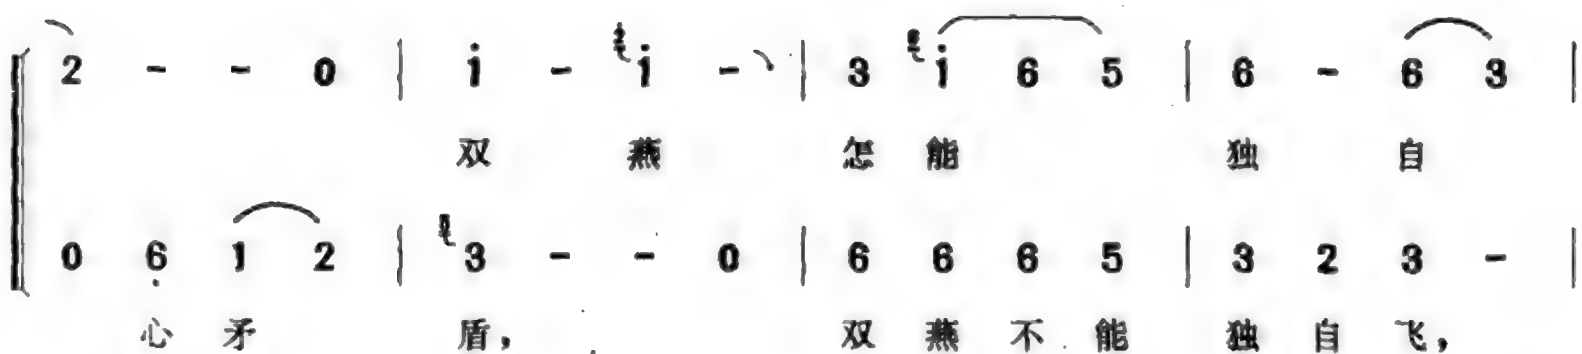 2 - - 0 | i - i - | 3 i 6 5 | 6 - 6 3 |
双 燕 怎 能 独 自
0 6 1 2 | 3 - - 0 | 6 6 6 5 | 3 2 3 - |
心 矛 盾， 双 燕 不 能 独 自 飞，